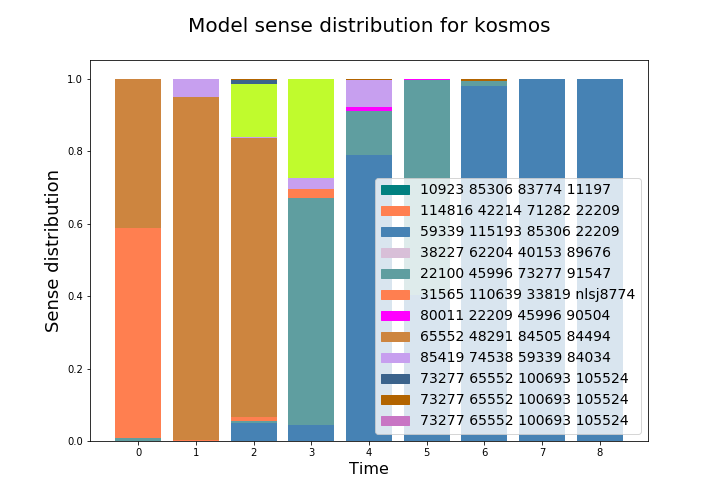 Model sense distribution for kosmos
Sense distribution
1.0
0.8
0.6
0.4
0.2
0.0
10923 85306 83774 11197
114816 42214 71282 22209
59339 115193 85306 22209
38227 62204 40153 89676
22100 45996 73277 91547
31565 110639 33819 nlsj8774
80011 22209 45996 90504
65552 48291 84505 84494
85419 74538 59339 84034
73277 65552 100693 105524
73277 65552 100693 105524
73277 65552 100693 105524
0 1 2 3 4 5 6 7 8
Time